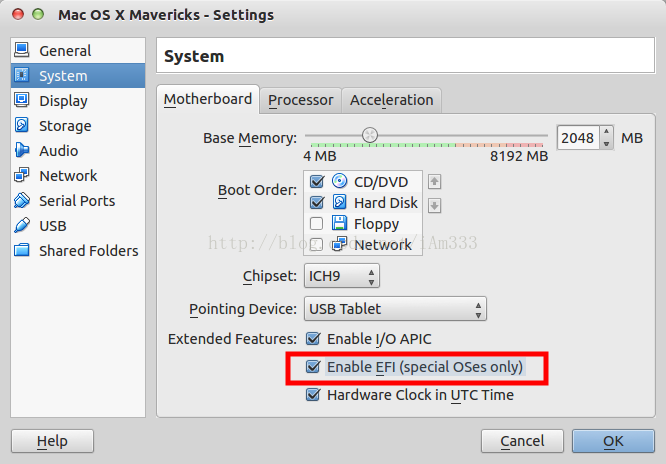 Mac OS X Mavericks - Settings
General
System
Display
Storage
Audio
Network
Serial Ports
USB
Shared Folders
System
Motherboard Processor Acceleration
Base Memory: 2048 MB
4 MB 8192 MB
Boot Order: CD/DVD
Hard Disk
Floppy
Network
Chipset: ICH9
Pointing Device: USB Tablet
Extended Features: Enable I/O APIC
Enable EFI (special OSes only)
Hardware Clock in UTC Time
Help Cancel OK